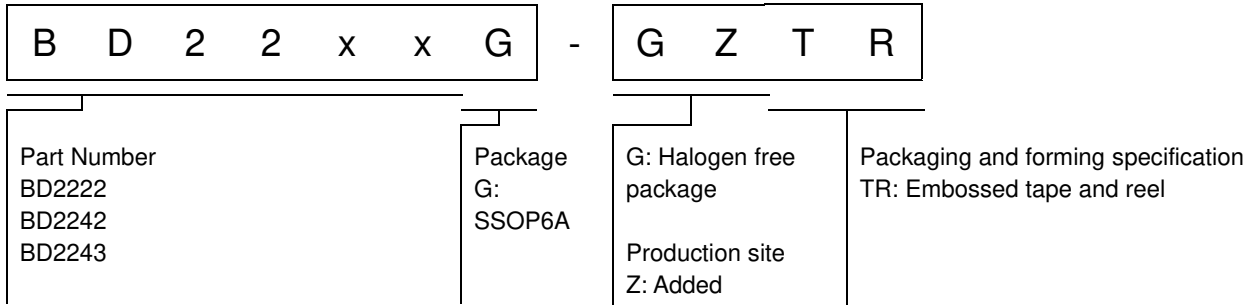 B D 2 2 x x G - G Z T R
Part Number
BD2222
BD2242
BD2243
Package
G:
SSOP6A
G: Halogen free
package
Production site
Z: Added
Packaging and forming specification
TR: Embossed tape and reel